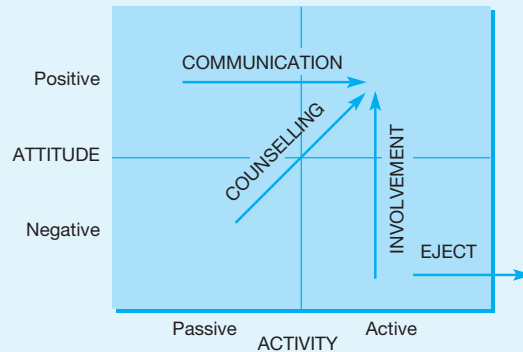 COMMUNICATION
Positive
COUNSELLING
ATTITUDE
INVOLVEMENT
Negative
EJECT
Passive
Active
ACTIVITY